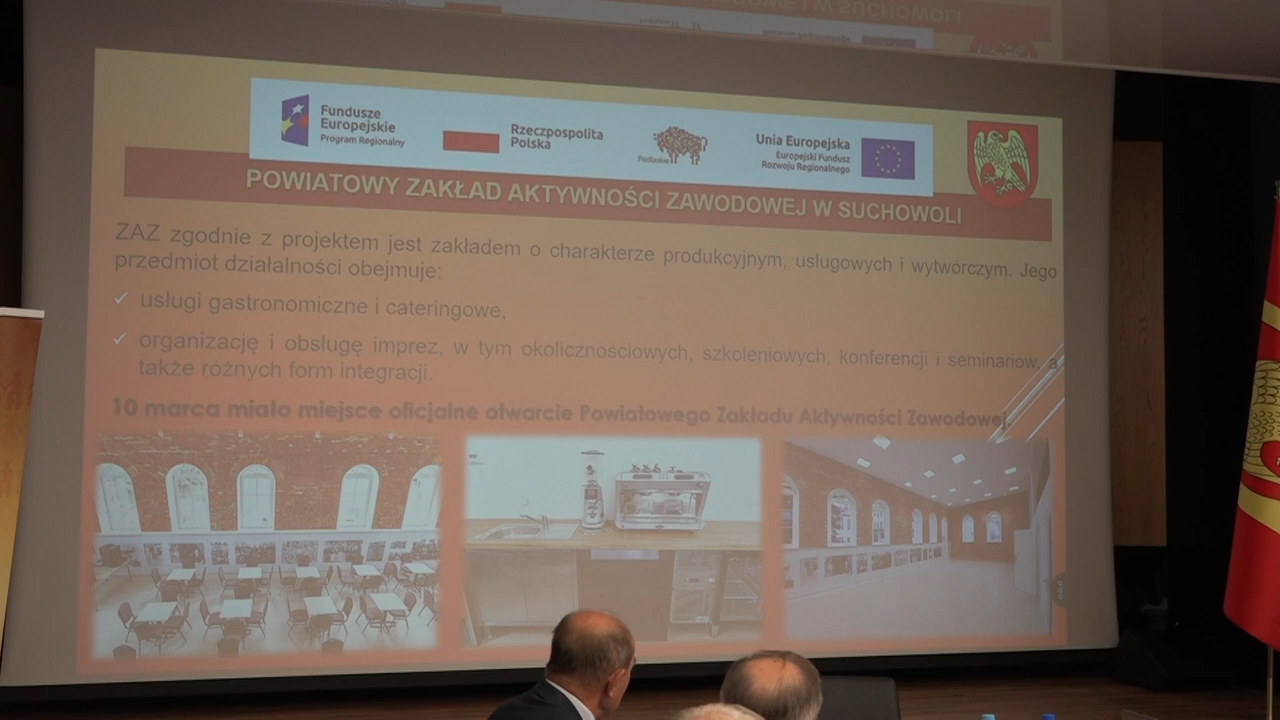 Fundusze
Europejskie
Program Regionalny
Rzeczpospolita
Polska
Podlaskie
Unia Europejska
Europejski Fundusz
Rozwoju Regionalnego
POWIATOWY ZAKŁAD AKTYWNOŚCI ZAWODOWEJ W SUCHOWOLI
ZAZ zgodnie z projektem jest zakładem o charakterze produkcyjnym, usługowych i wytwórczym. Jego
przedmiot działalności obejmuje:
usługi gastronomiczne i cateringowe,
organizację i obsługę imprez, w tym okolicznościowych, szkoleniowych, konferencji i seminariów, a
także różnych form integracji.
10 marca miało miejsce oficjalne otwarcie Powiatowego Zakładu Aktywności Zawodowej.